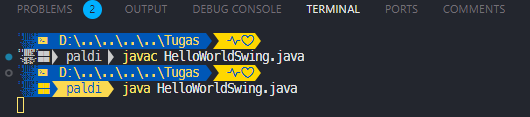 PROBLEMS 2 OUTPUT DEBUG CONSOLE TERMINAL PORTS COMMENTS
D:\..\..\..\..\Tugas
paldi javac HelloWorldSwing.java
D:\..\..\..\..\Tugas
paldi java HelloWorldSwing.java